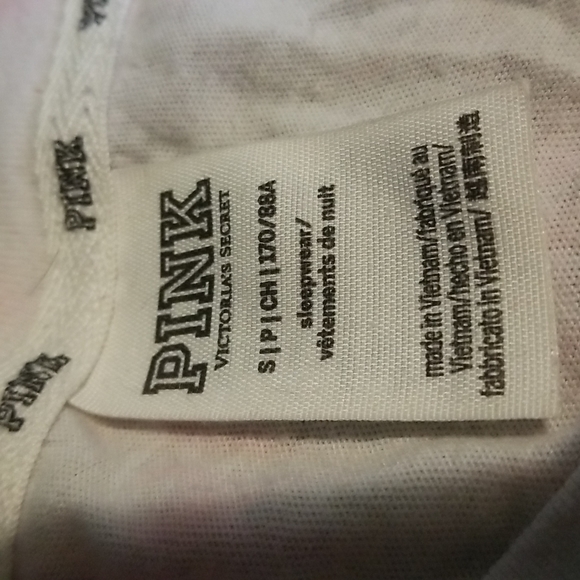 PINK
VICTORIA'S SECRET
S | P | CH | 170/88A
sleepwear/
vêtements de nuit
made in Vietnam/fabriqué au
Vietnam/hecho en Vietnam/
fabbricato in Vietnam/ 越南制造
PINK
PINK